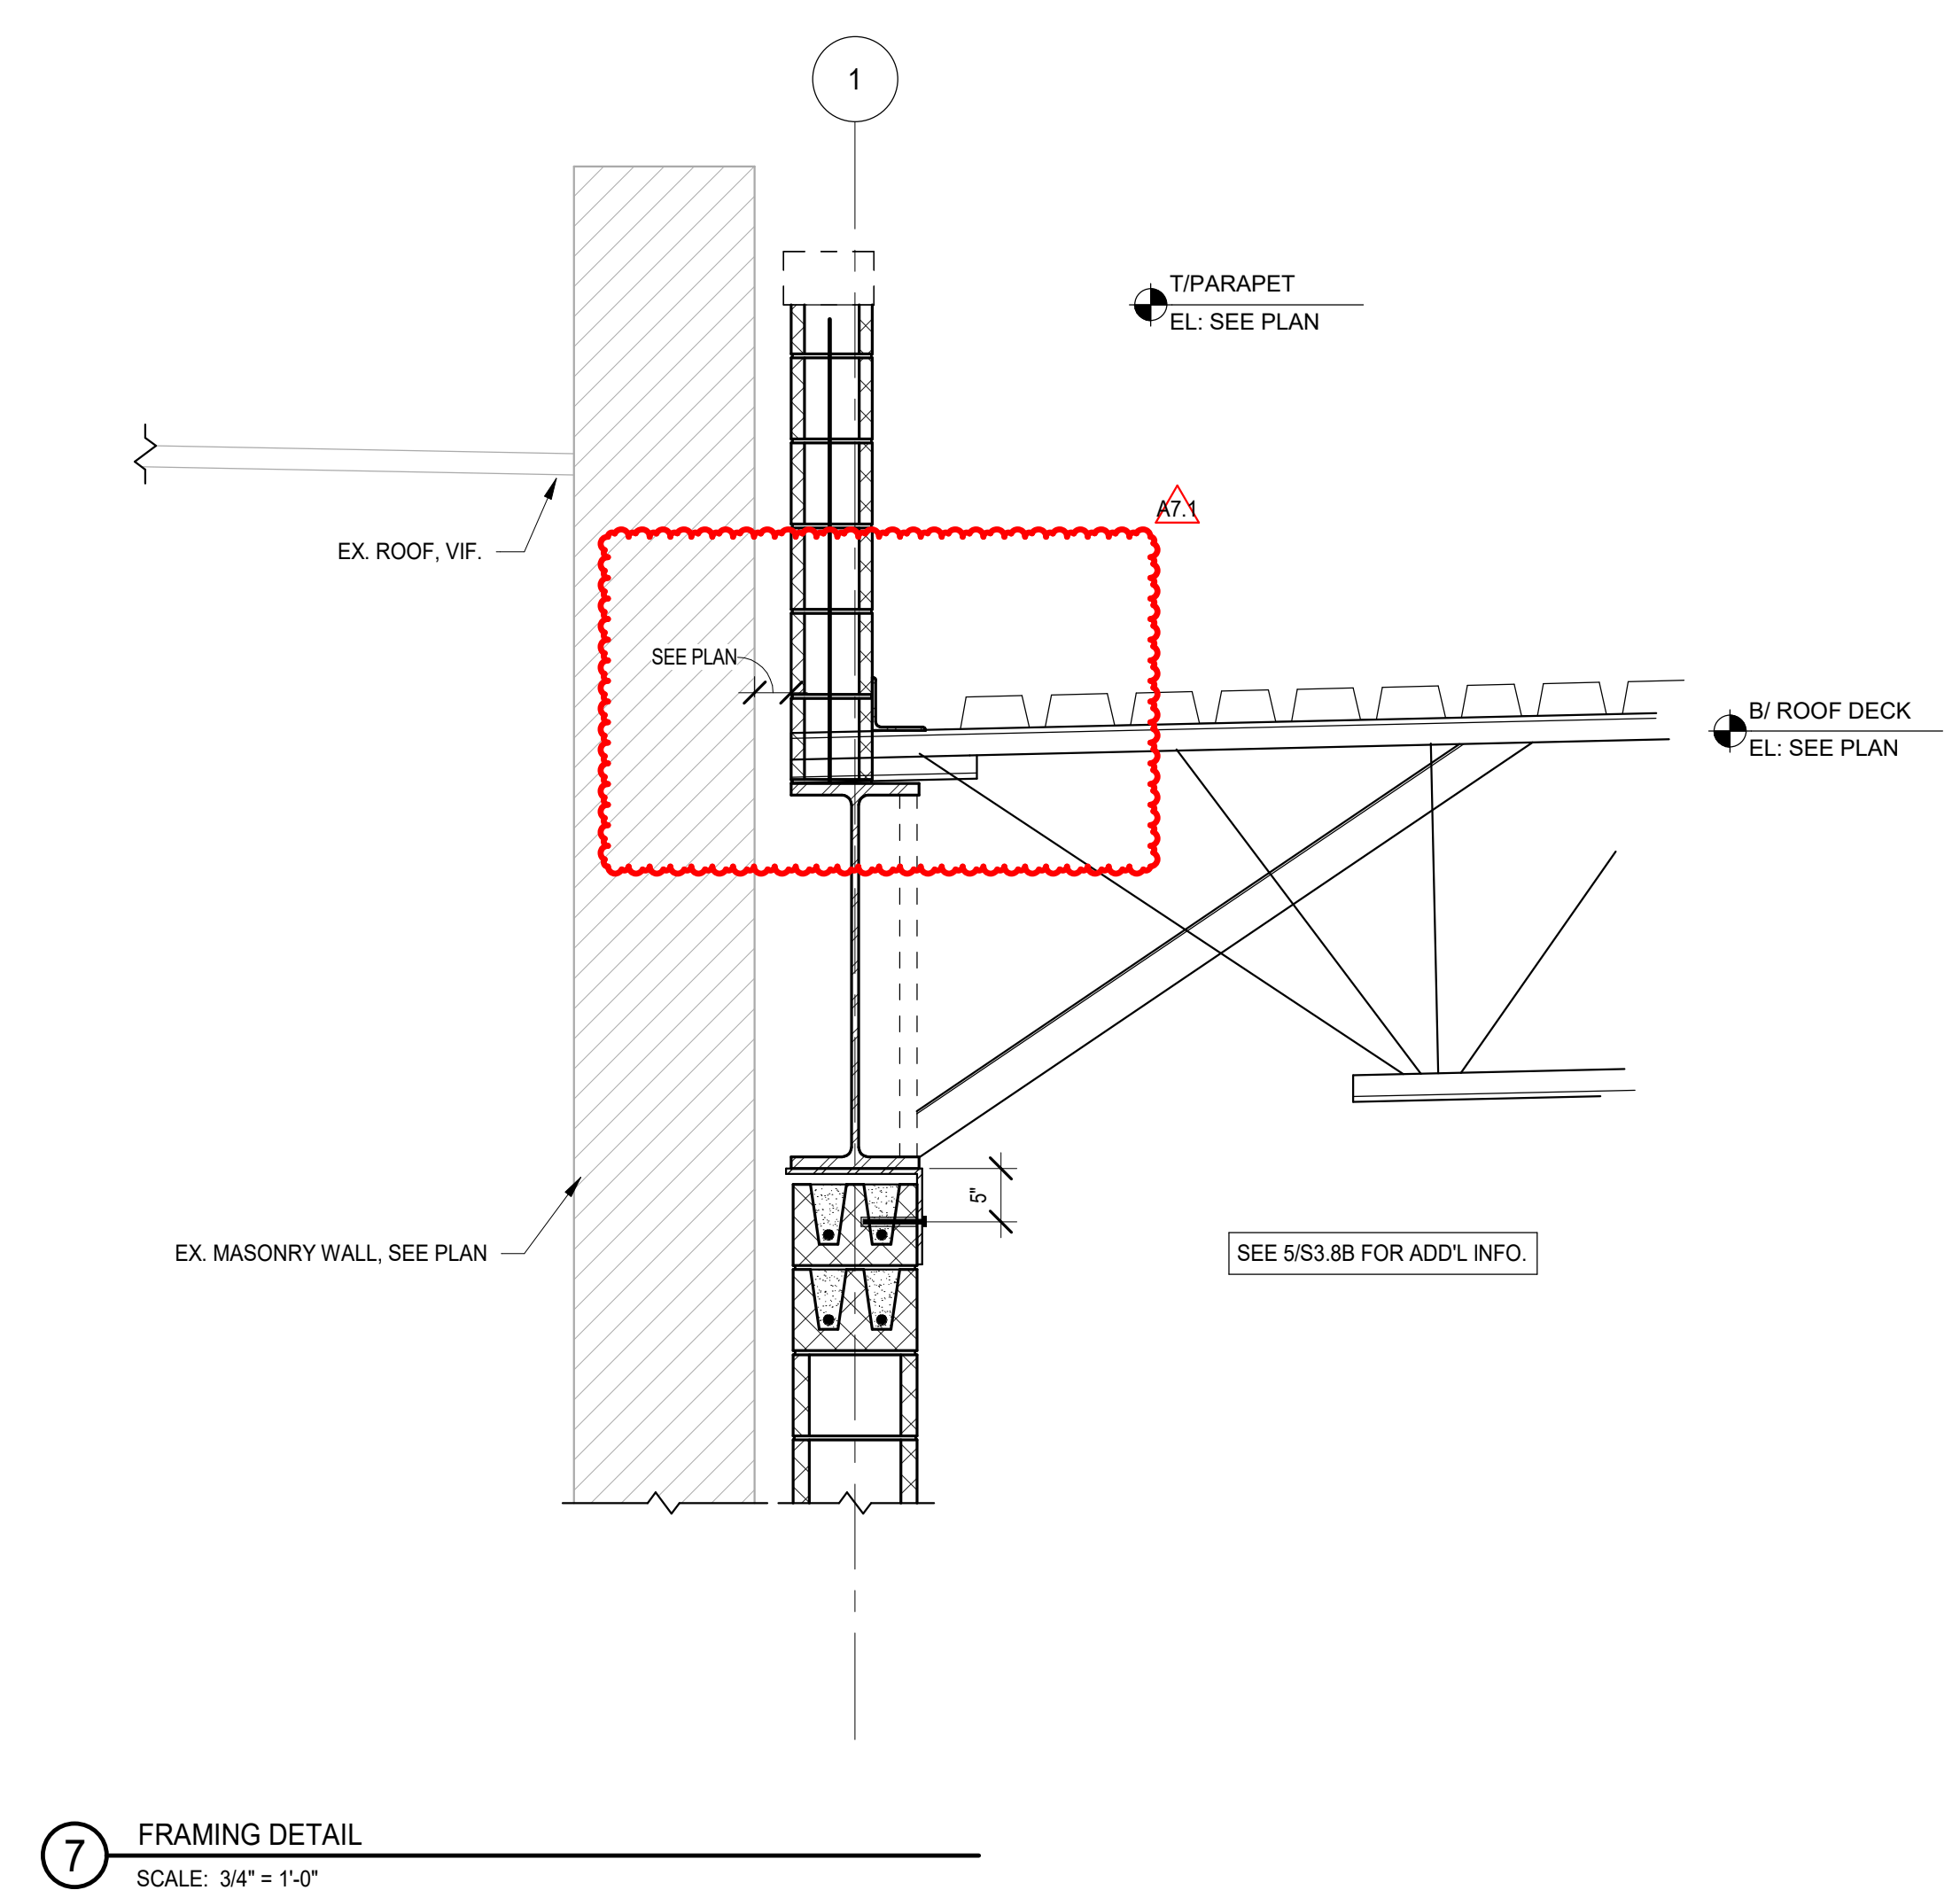 1
T/PARAPET
EL: SEE PLAN
A7.1
EX. ROOF, VIF.
SEE PLAN
B/ ROOF DECK
EL: SEE PLAN
5"
EX. MASONRY WALL, SEE PLAN
SEE 5/S3.8B FOR ADD'L INFO.
7
FRAMING DETAIL
SCALE: 3/4" = 1'-0"